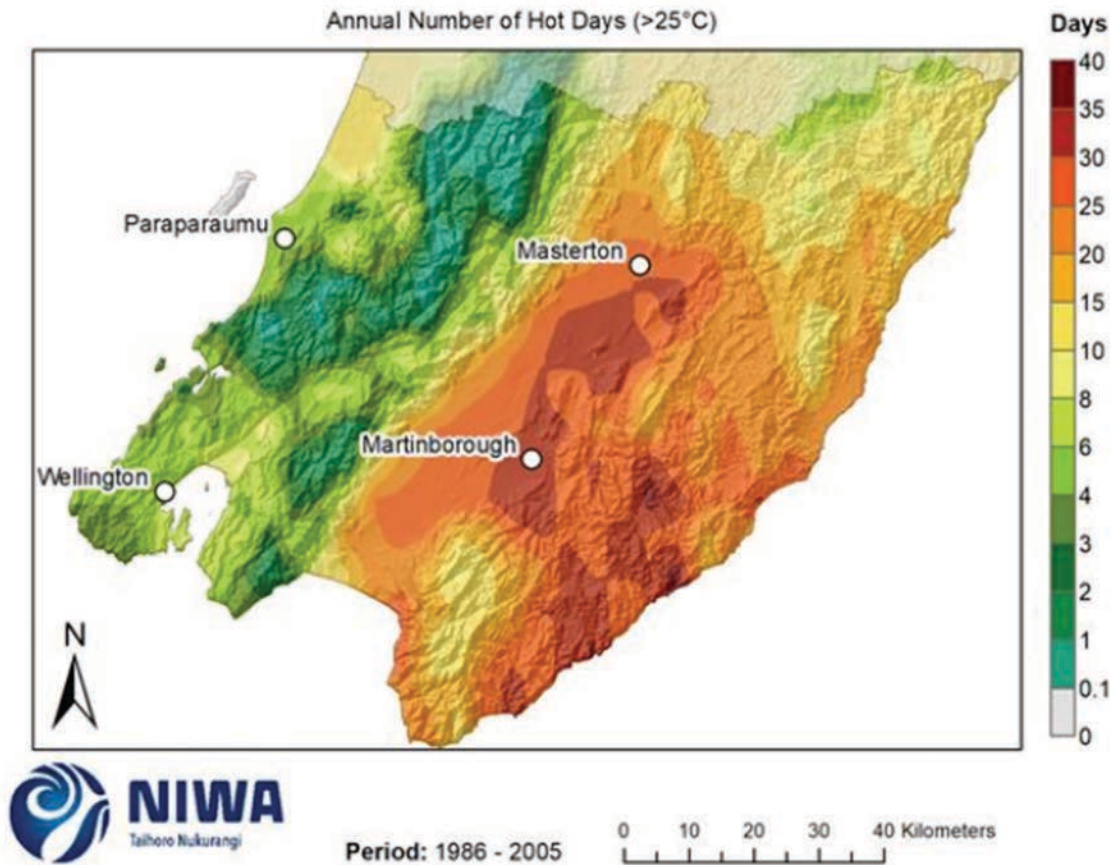 Annual Number of Hot Days (>25°C)
Days
40
35
30
25
20
15
10
8
6
4
3
2
1
0.1
0
Paraparaumu
Masterton
Martinborough
Wellington
N
NIWA
Taihoro Nukurangi
Period: 1986 - 2005
0 10 20 30 40 Kilometers